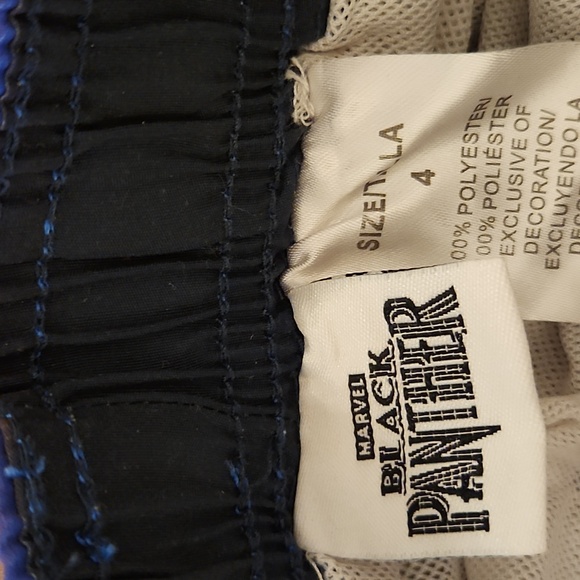 SIZE/TALLA
4
100% POLYESTER/
100% POLIÉSTER
EXCLUSIVE OF
DECORATION/
EXCLUYENDO LA
MARVEL
BLACK
PANTHER